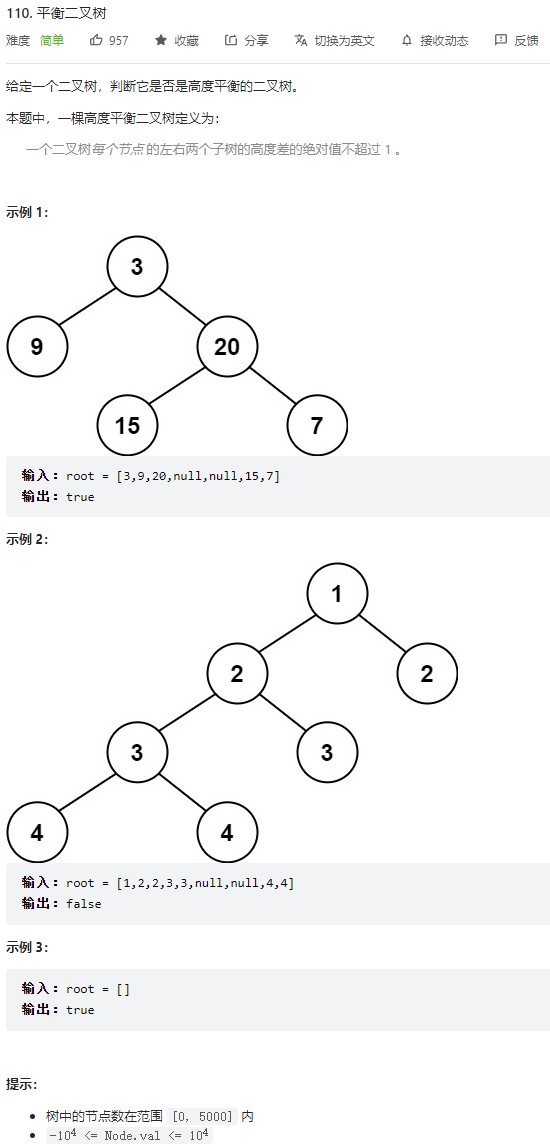 110. 平衡二叉树
难度 简单 957 收藏 分享 切换为英文 接收动态 反馈
给定一个二叉树，判断它是否是高度平衡的二叉树。
本题中，一棵高度平衡二叉树定义为：
一个二叉树每个节点 的左右两个子树的高度差的绝对值不超过 1 。
示例 1：
3
9 20
15 7
输入：root = [3,9,20,null,null,15,7]
输出：true
示例 2：
1
2 2
3 3
4 4
输入：root = [1,2,2,3,3,null,null,4,4]
输出：false
示例 3：
输入：root = []
输出：true
提示：
树中的节点数在范围 [0, 5000] 内
-10⁴ <= Node.val <= 10⁴